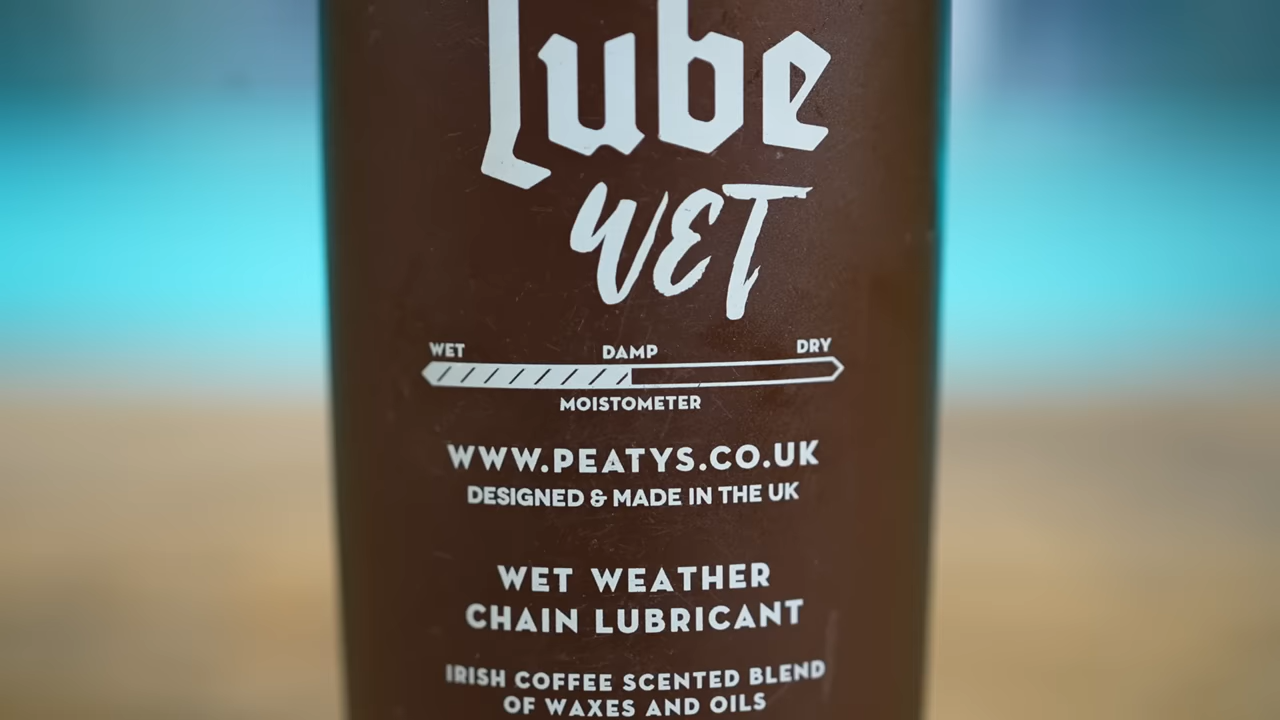 Lube
WET
WET DAMP DRY
MOISTOMETER
WWW.PEATYS.CO.UK
DESIGNED & MADE IN THE UK
WET WEATHER
CHAIN LUBRICANT
IRISH COFFEE SCENTED BLEND
OF WAXES AND OILS